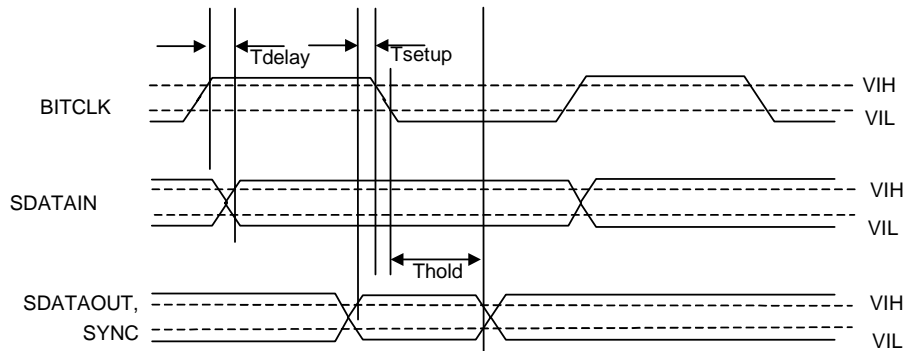 Tdelay
Tsetup
BITCLK
VIH
VIL
SDATAIN
VIH
VIL
Thold
SDATAOUT,
SYNC
VIH
VIL